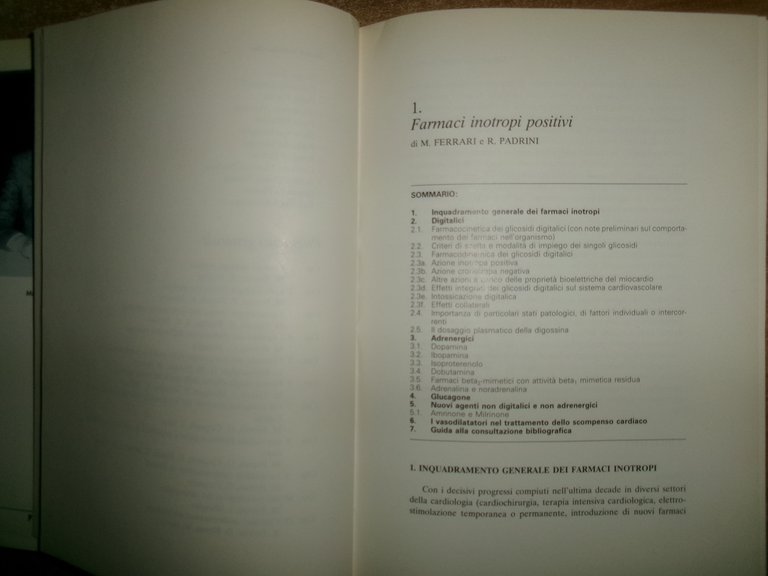 1.
Farmaci inotropi positivi
di M. FERRARI e R. PADRINI
SOMMARIO:
1. Inquadramento generale dei farmaci inotropi
2. Digitalici
2.1. Farmacocinetica dei glicosidi digitalici (con note preliminari sul comporta-
mento dei farmaci nell'organismo)
2.2. Criteri di scelta e modalità di impiego dei singoli glicosidi
2.3. Farmacodinamica dei glicosidi digitalici
2.3a. Azione inotropa positiva
2.3b. Azione cronotropa negativa
2.3c. Altre azioni a carico delle proprietà bioelettriche del miocardio
2.3d. Effetti integrati dei glicosidi digitalici sul sistema cardiovascolare
2.3e. Intossicazione digitalica
2.3f. Effetti collaterali
2.4. Importanza di particolari stati patologici, di fattori individuali o intercor-
renti
2.5. Il dosaggio plasmatico della digossina
3. Adrenergici
3.1. Dopamina
3.2. Ibopamina
3.3. Isoproterenolo
3.4. Dobutamina
3.5. Farmaci beta₂-mimetici con attività beta₁ mimetica residua
3.6. Adrenalina e noradrenalina
4. Glucagone
5. Nuovi agenti non digitalici e non adrenergici
5.1. Amrinone e Milrinone
6. I vasodilatatori nel trattamento dello scompenso cardiaco
7. Guida alla consultazione bibliografica
1. INQUADRAMENTO GENERALE DEI FARMACI INOTROPI
Con i decisivi progressi compiuti nell'ultima decade in diversi settori
della cardiologia (cardiochirurgia, terapia intensiva cardiologica, elettro-
stimolazione temporanea o permanente, introduzione di nuovi farmaci